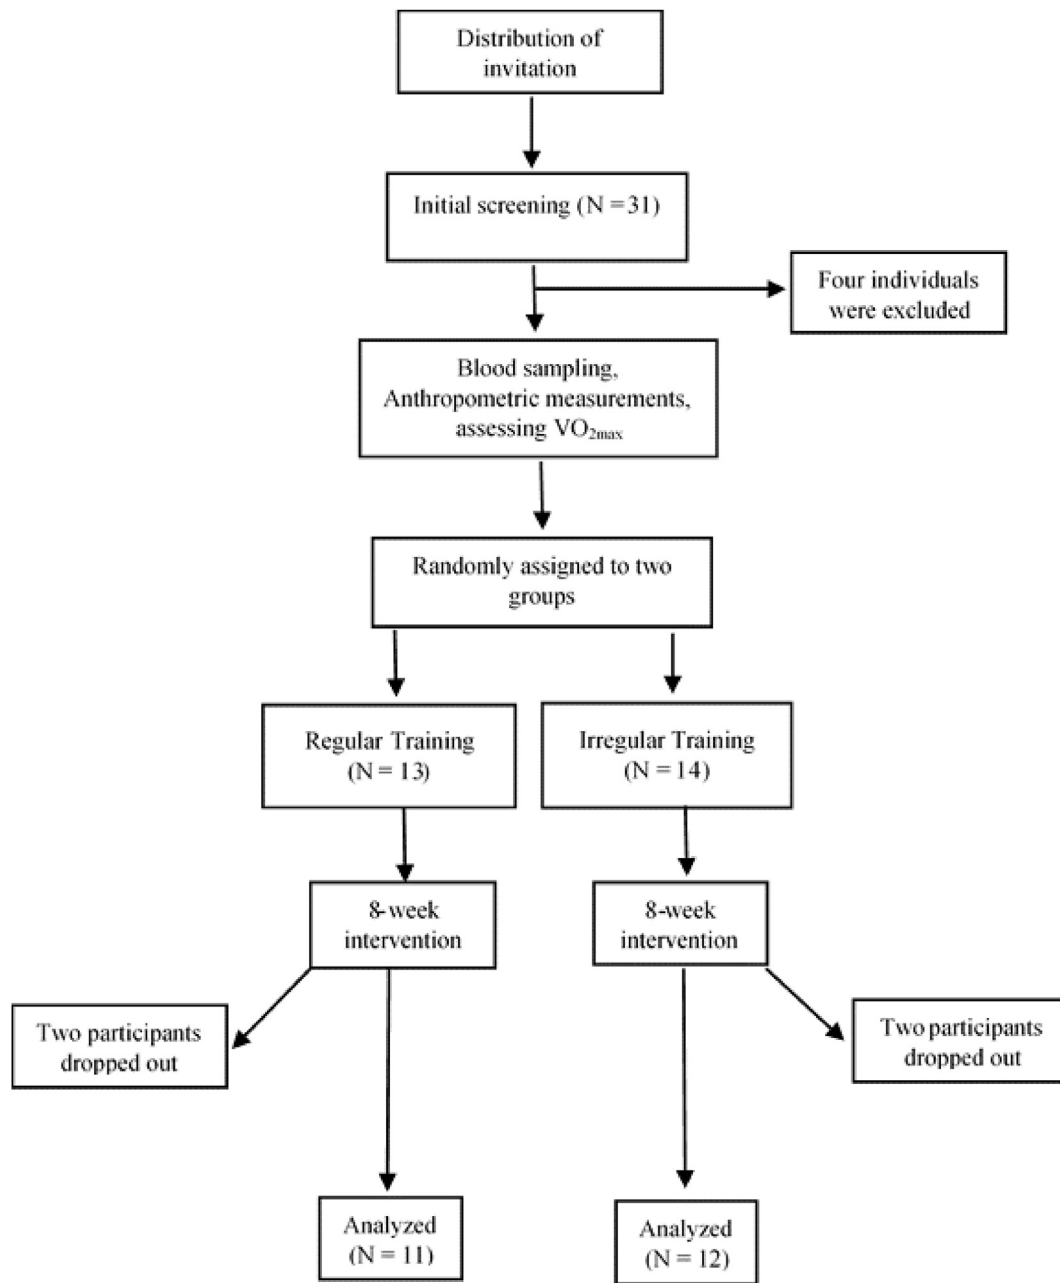 Distribution of
invitation
Initial screening (N = 31)
Four individuals
were excluded
Blood sampling,
Anthropometric measurements,
assessing VO2max
Randomly assigned to two
groups
Regular Training
(N = 13)
Irregular Training
(N = 14)
8-week
intervention
8-week
intervention
Two participants
dropped out
Two participants
dropped out
Analyzed
(N = 11)
Analyzed
(N = 12)